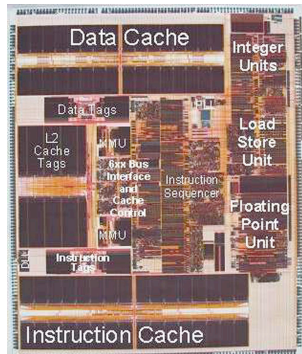 Data Cache
Integer
Units
Data Tags
L2
Cache
Tags
MMU
6xx Bus
Interface
and
Cache
Control
MMU
Instruction
Sequencer
Load
Store
Unit
Floating
Point
Unit
Instruction
Tags
DLL
Instruction Cache